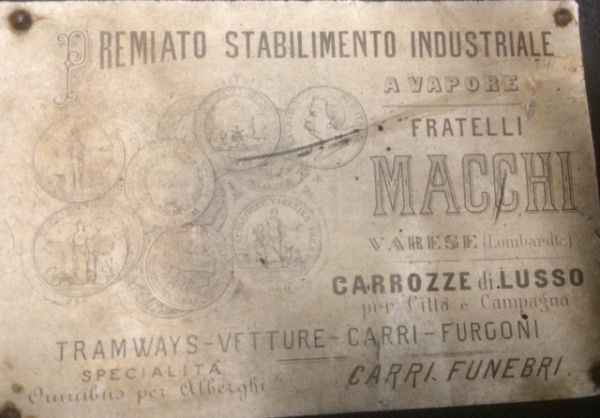 PREMIATO STABILIMENTO INDUSTRIALE
A VAPORE
FRATELLI
MACCHI
VARESE (Lombardie)
CARROZZE di LUSSO
per Città e Campagna
TRAMWAYS-VETTURE-CARRI-FURGONI
SPECIALITÀ
Omnibus per Alberghi
CARRI FUNEBRI.